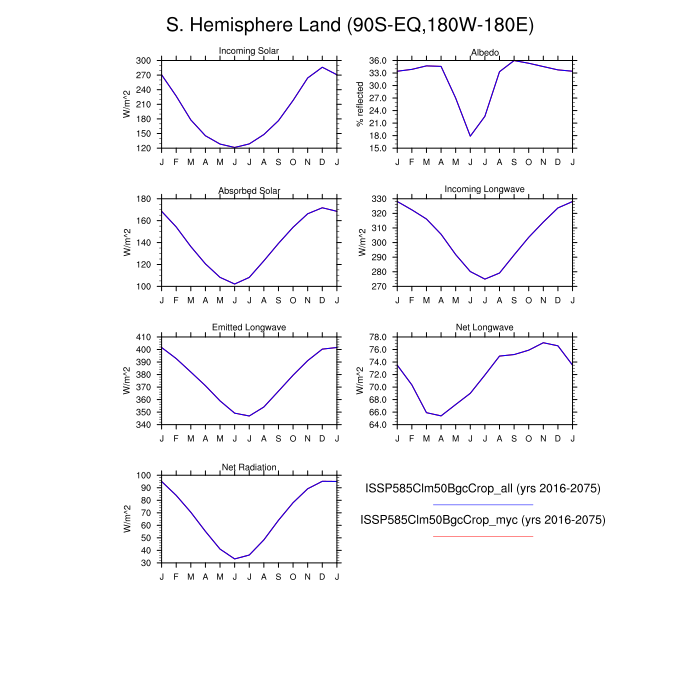 S. Hemisphere Land (90S-EQ,180W-180E)
Incoming Solar
300
270
240
210
180
150
120
W/m^2
J F M A M J J A S O N D J
Albedo
36.0
33.0
30.0
27.0
24.0
21.0
18.0
15.0
% reflected
J F M A M J J A S O N D J
Absorbed Solar
180
160
140
120
100
W/m^2
J F M A M J J A S O N D J
Incoming Longwave
330
320
310
300
290
280
270
W/m^2
J F M A M J J A S O N D J
Emitted Longwave
410
400
390
380
370
360
350
340
W/m^2
J F M A M J J A S O N D J
Net Longwave
78.0
76.0
74.0
72.0
70.0
68.0
66.0
64.0
W/m^2
J F M A M J J A S O N D J
Net Radiation
100
90
80
70
60
50
40
30
W/m^2
J F M A M J J A S O N D J
ISSP585Clm50BgcCrop_all (yrs 2016-2075)
ISSP585Clm50BgcCrop_myc (yrs 2016-2075)